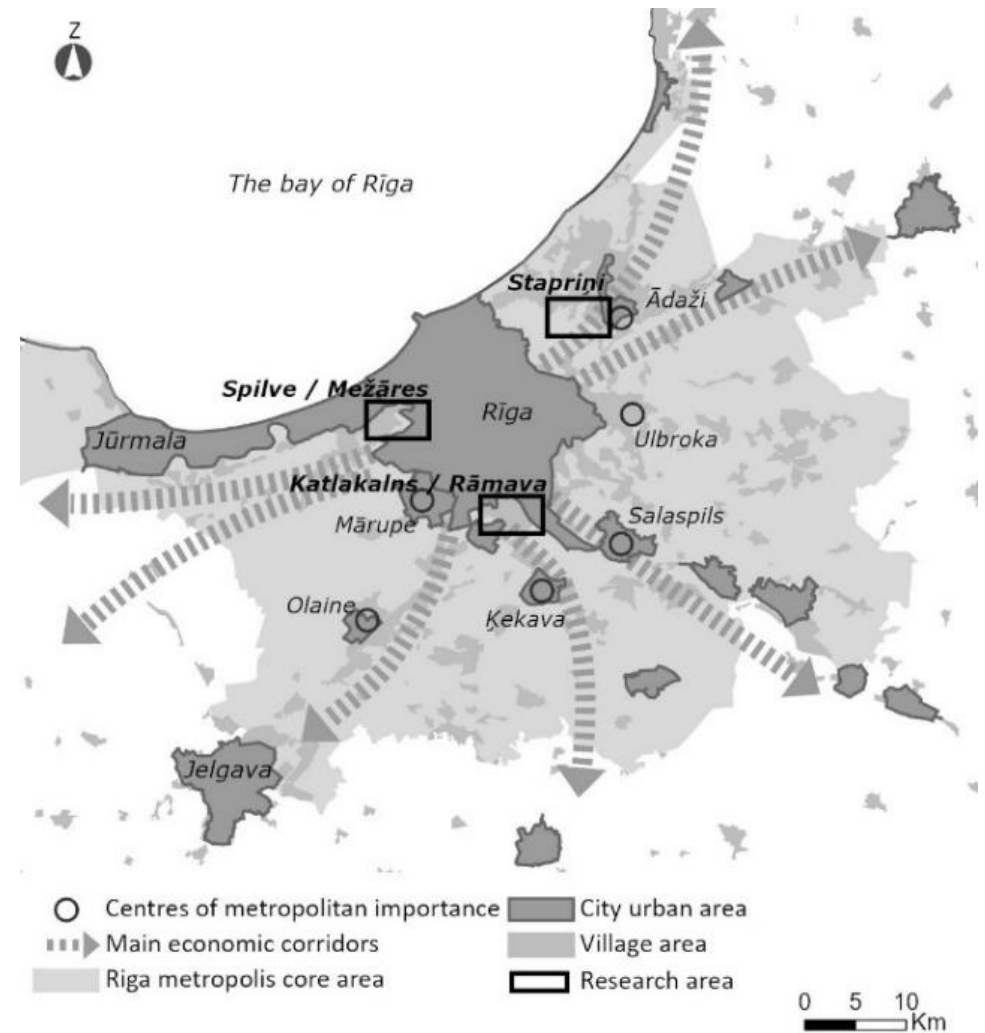 Z
The bay of Rīga
Stapriņi
Ādaži
Spilve / Mežāres
Rīga
Jūrmala
Ulbroka
Katlakalns / Rāmava
Mārupe
Salaspils
Olaine
Ķekava
Jelgava
Centres of metropolitan importance
City urban area
Main economic corridors
Village area
Riga metropolis core area
Research area
0 5 10
Km